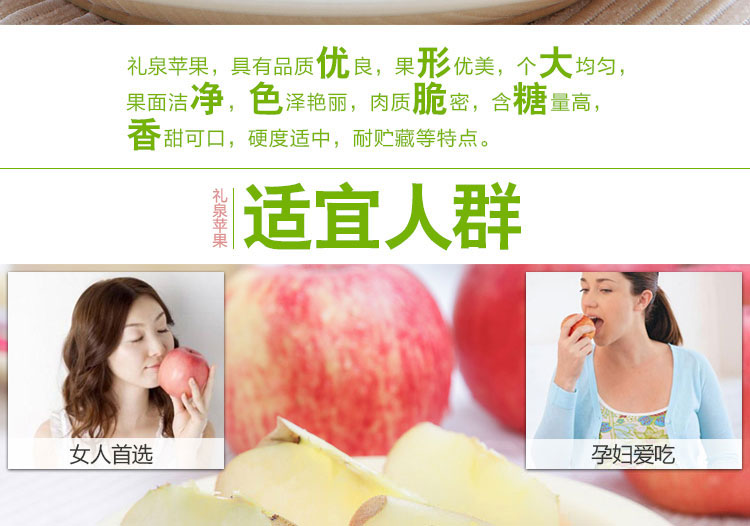 礼泉苹果，具有品质优良，果形优美，个大均匀，
果面洁净，色泽艳丽，肉质脆密，含糖量高，
香甜可口，硬度适中，耐贮藏等特点。
礼泉苹果
适宜人群
女人首选
孕妇爱吃